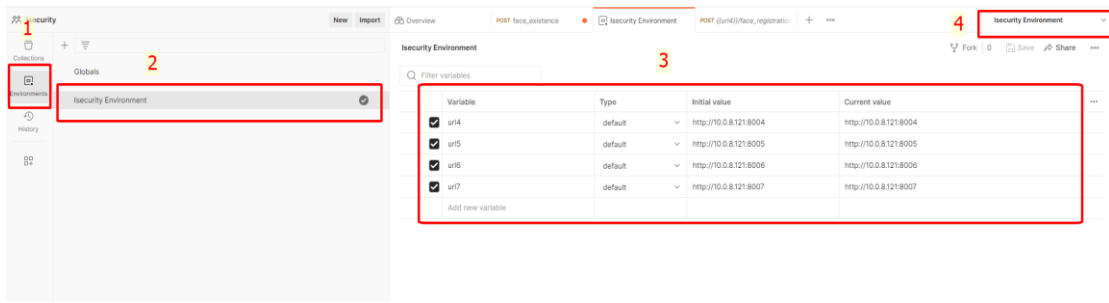 Isecurity
New Import
Overview
POST face_existence
Isecurity Environment
POST {{url4}}/face_registratio
Isecurity Environment
1
2
3
4
Collections
Environments
History
Globals
Isecurity Environment
Isecurity Environment
Fork 0 Save Share
Filter variables
Variable Type Initial value Current value
url4 default http://10.0.8.121:8004 http://10.0.8.121:8004
url5 default http://10.0.8.121:8005 http://10.0.8.121:8005
url6 default http://10.0.8.121:8006 http://10.0.8.121:8006
url7 default http://10.0.8.121:8007 http://10.0.8.121:8007
Add new variable